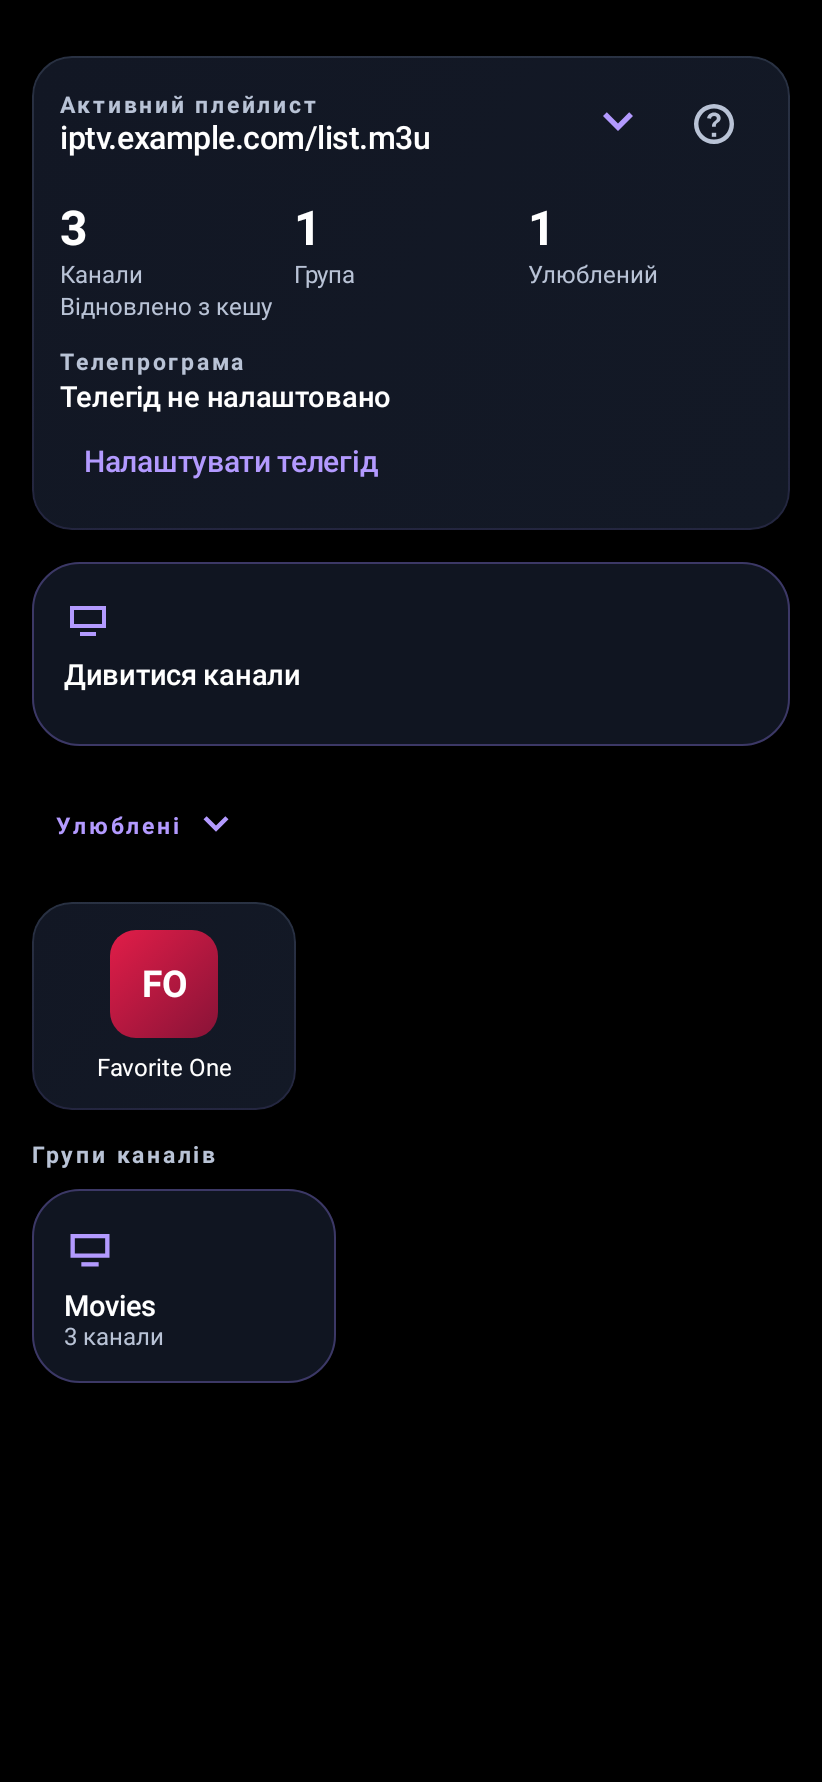 Активний плейлист
iptv.example.com/list.m3u
3
Канали
1
Група
1
Улюблений
Відновлено з кешу
Телепрограма
Телегід не налаштовано
Налаштувати телегід
Дивитися канали
Улюблені
FO
Favorite One
Групи каналів
Movies
3 канали